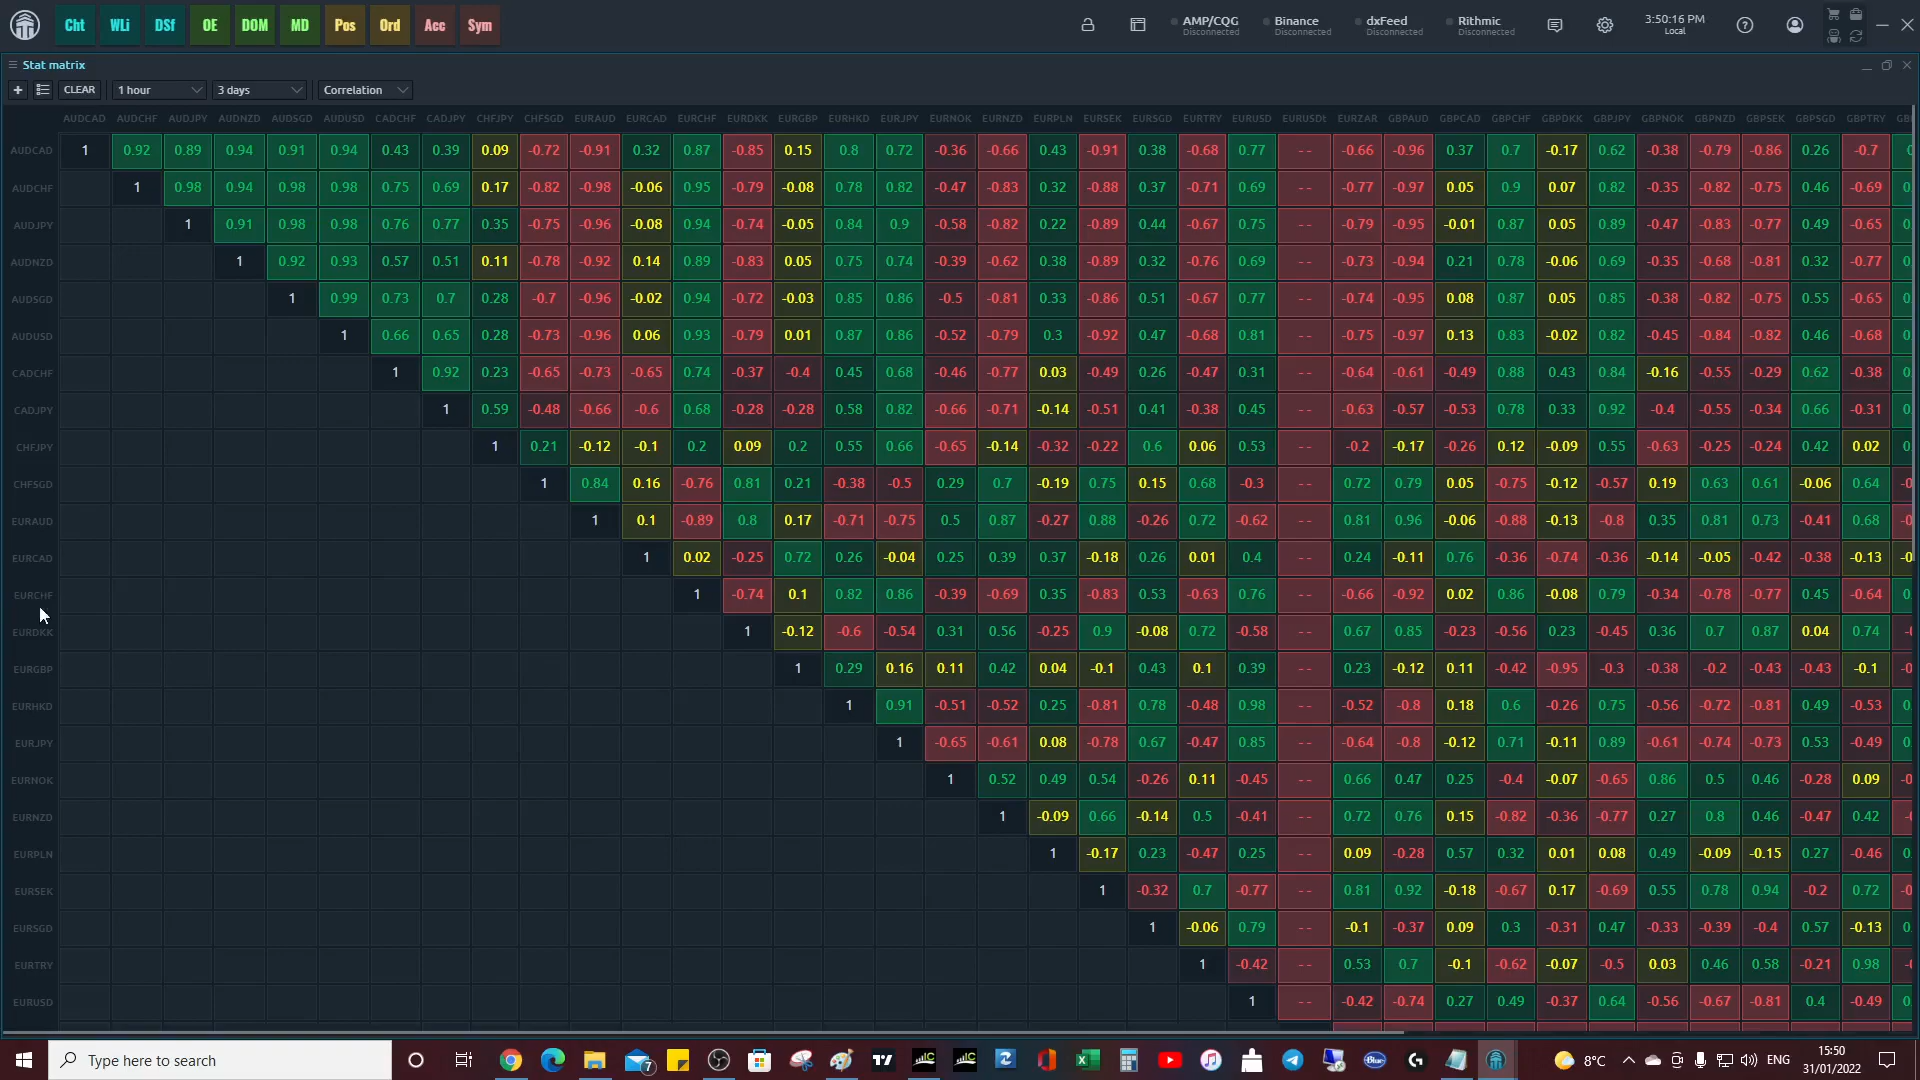 Cht WLi DSf OE DOM MD Pos Ord Acc Sym AMP/CQG Binance dxFeed Rithmic 3:50:16 PM
Disconnected Disconnected Disconnected Disconnected Local
Stat matrix
CLEAR 1 hour 3 days Correlation
AUDCAD AUDCHF AUDJPY AUDNZD AUDSGD AUDUSD CADCHF CADJPY CHFJPY CHFSGD EURAUD EURCAD EURCHF EURDKK EURGBP EURHKD EURJPY EURNOK EURNZD EURPLN EURSEK EURSGD EURTRY EURUSD EURUSDt EURZAR GBPAUD GBPCAD GBPCHF GBPDKK GBPJPY GBPNOK GBPNZD GBPSEK GBPSGD GBPTRY
AUDCAD 1 0.92 0.89 0.94 0.91 0.94 0.43 0.39 0.09 -0.72 -0.91 0.32 0.87 -0.85 0.15 0.8 0.72 -0.36 -0.66 0.43 -0.91 0.38 -0.68 0.77 -- -0.66 -0.96 0.37 0.7 -0.17 0.62 -0.38 -0.79 -0.86 0.26 -0.7
AUDCHF 1 0.98 0.94 0.98 0.98 0.75 0.69 0.17 -0.82 -0.98 -0.06 0.95 -0.79 -0.08 0.78 0.82 -0.47 -0.83 0.32 -0.88 0.37 -0.71 0.69 -- -0.77 -0.97 0.05 0.9 0.07 0.82 -0.35 -0.82 -0.75 0.46 -0.69
AUDJPY 1 0.91 0.98 0.98 0.76 0.77 0.35 -0.75 -0.96 -0.08 0.94 -0.74 -0.05 0.84 0.9 -0.58 -0.82 0.22 -0.89 0.44 -0.67 0.75 -- -0.79 -0.95 -0.01 0.87 0.05 0.89 -0.47 -0.83 -0.77 0.49 -0.65
AUDNZD 1 0.92 0.93 0.57 0.51 0.11 -0.78 -0.92 0.14 0.89 -0.83 0.05 0.75 0.74 -0.39 -0.62 0.38 -0.89 0.32 -0.76 0.69 -- -0.73 -0.94 0.21 0.78 -0.06 0.69 -0.35 -0.68 -0.81 0.32 -0.77
AUDSGD 1 0.99 0.73 0.7 0.28 -0.7 -0.96 -0.02 0.94 -0.72 -0.03 0.85 0.86 -0.5 -0.81 0.33 -0.86 0.51 -0.67 0.77 -- -0.74 -0.95 0.08 0.87 0.05 0.85 -0.38 -0.82 -0.75 0.55 -0.65
AUDUSD 1 0.66 0.65 0.28 -0.73 -0.96 0.06 0.93 -0.79 0.01 0.87 0.86 -0.52 -0.79 0.3 -0.92 0.47 -0.68 0.81 -- -0.75 -0.97 0.13 0.83 -0.02 0.82 -0.45 -0.84 -0.82 0.46 -0.68
CADCHF 1 0.92 0.23 -0.65 -0.73 -0.65 0.74 -0.37 -0.4 0.45 0.68 -0.46 -0.77 0.03 -0.49 0.26 -0.47 0.31 -- -0.64 -0.61 -0.49 0.88 0.43 0.84 -0.16 -0.55 -0.29 0.62 -0.38
CADJPY 1 0.59 -0.48 -0.66 -0.6 0.68 -0.28 -0.28 0.58 0.82 -0.66 -0.71 -0.14 -0.51 0.41 -0.38 0.45 -- -0.63 -0.57 -0.53 0.78 0.33 0.92 -0.4 -0.55 -0.34 0.66 -0.31
CHFJPY 1 0.21 -0.12 -0.1 0.2 0.09 0.2 0.55 0.66 -0.65 -0.14 -0.32 -0.22 0.6 0.06 0.53 -- -0.2 -0.17 -0.26 0.12 -0.09 0.55 -0.63 -0.25 -0.24 0.42 0.02
CHFSGD 1 0.84 0.16 -0.76 0.81 0.21 -0.38 -0.5 0.29 0.7 -0.19 0.75 0.15 0.68 -0.3 -- 0.72 0.79 0.05 -0.75 -0.12 -0.57 0.19 0.63 0.61 -0.06 0.64
EURAUD 1 0.1 -0.89 0.8 0.17 -0.71 -0.75 0.5 0.87 -0.27 0.88 -0.26 0.72 -0.62 -- 0.81 0.96 -0.06 -0.88 -0.13 -0.8 0.35 0.81 0.73 -0.41 0.68
EURCAD 1 0.02 -0.25 0.72 0.26 -0.04 0.25 0.39 0.37 -0.18 0.26 0.01 0.4 -- 0.24 -0.11 0.76 -0.36 -0.74 -0.36 -0.14 -0.05 -0.42 -0.38 -0.13
EURCHF 1 -0.74 0.1 0.82 0.86 -0.39 -0.69 0.35 -0.83 0.53 -0.63 0.76 -- -0.66 -0.92 0.02 0.86 -0.08 0.79 -0.34 -0.78 -0.77 0.45 -0.64
EURDKK 1 -0.12 -0.6 -0.54 0.31 0.56 -0.25 0.9 -0.08 0.72 -0.58 -- 0.67 0.85 -0.23 -0.56 0.23 -0.45 0.36 0.7 0.87 0.04 0.74
EURGBP 1 0.29 0.16 0.11 0.42 0.04 -0.1 0.43 0.1 0.39 -- 0.23 -0.12 0.11 -0.42 -0.95 -0.3 -0.38 -0.2 -0.43 -0.43 -0.1
EURHKD 1 0.91 -0.51 -0.52 0.25 -0.81 0.78 -0.48 0.98 -- -0.52 -0.8 0.18 0.6 -0.26 0.75 -0.56 -0.72 -0.81 0.49 -0.53
EURJPY 1 -0.65 -0.61 0.08 -0.78 0.67 -0.47 0.85 -- -0.64 -0.8 -0.12 0.71 -0.11 0.89 -0.61 -0.74 -0.73 0.53 -0.49
EURNOK 1 0.52 0.49 0.54 -0.26 0.11 -0.45 -- 0.66 0.47 0.25 -0.4 -0.07 -0.65 0.86 0.5 0.46 -0.28 0.09
EURNZD 1 -0.09 0.66 -0.14 0.5 -0.41 -- 0.72 0.76 0.15 -0.82 -0.36 -0.77 0.27 0.8 0.46 -0.47 0.42
EURPLN 1 -0.17 0.23 -0.47 0.25 -- 0.09 -0.28 0.57 0.32 0.01 0.08 0.49 -0.09 -0.15 0.27 -0.46
EURSEK 1 -0.32 0.7 -0.77 -- 0.81 0.92 -0.18 -0.67 0.17 -0.69 0.55 0.78 0.94 -0.2 0.72
EURSGD 1 -0.06 0.79 -- -0.1 -0.37 0.09 0.3 -0.31 0.47 -0.33 -0.39 -0.4 0.57 -0.13
EURTRY 1 -0.42 -- 0.53 0.7 -0.1 -0.62 -0.07 -0.5 0.03 0.46 0.58 -0.21 0.98
EURUSD 1 -- -0.42 -0.74 0.27 0.49 -0.37 0.64 -0.56 -0.67 -0.81 0.4 -0.49
Type here to search 7 8°C ENG 15:50
31/01/2022